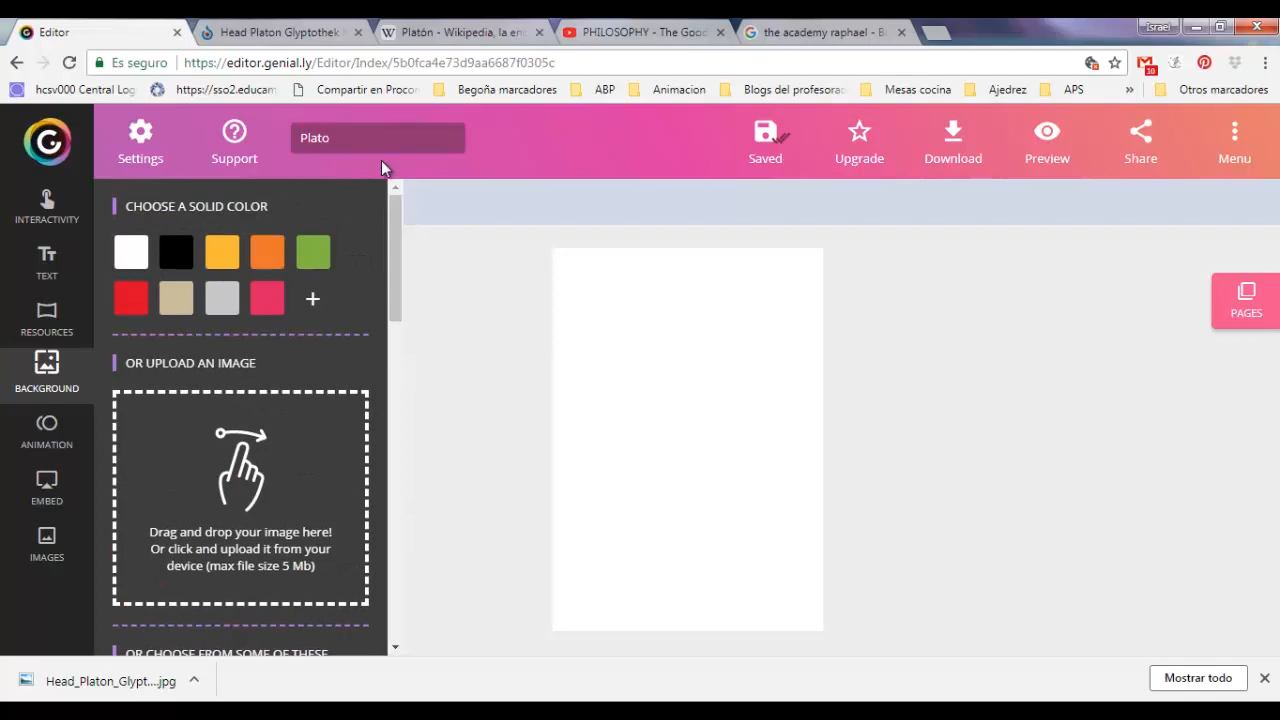 Editor
Head Platon Glyptothek
Platón - Wikipedia, la en
PHILOSOPHY - The Good
the academy raphael - B
Israel
Es seguro
https://editor.genial.ly/Editor/Index/5b0fca4e73d9aa6687f0305c
10
hcsv000 Central Log
https://sso2.educam
Compartir en Procon
Begoña marcadores
ABP
Animacion
Blogs del profesora
Mesas cocina
Ajedrez
APS
»
Otros marcadores
G
Settings
Support
Plato
Saved
Upgrade
Download
Preview
Share
Menu
INTERACTIVITY
TEXT
RESOURCES
BACKGROUND
ANIMATION
EMBED
IMAGES
CHOOSE A SOLID COLOR
+
OR UPLOAD AN IMAGE
Drag and drop your image here!
Or click and upload it from your
device (max file size 5 Mb)
OR CHOOSE FROM SOME OF THESE
PAGES
Head_Platon_Glypt....jpg
Mostrar todo